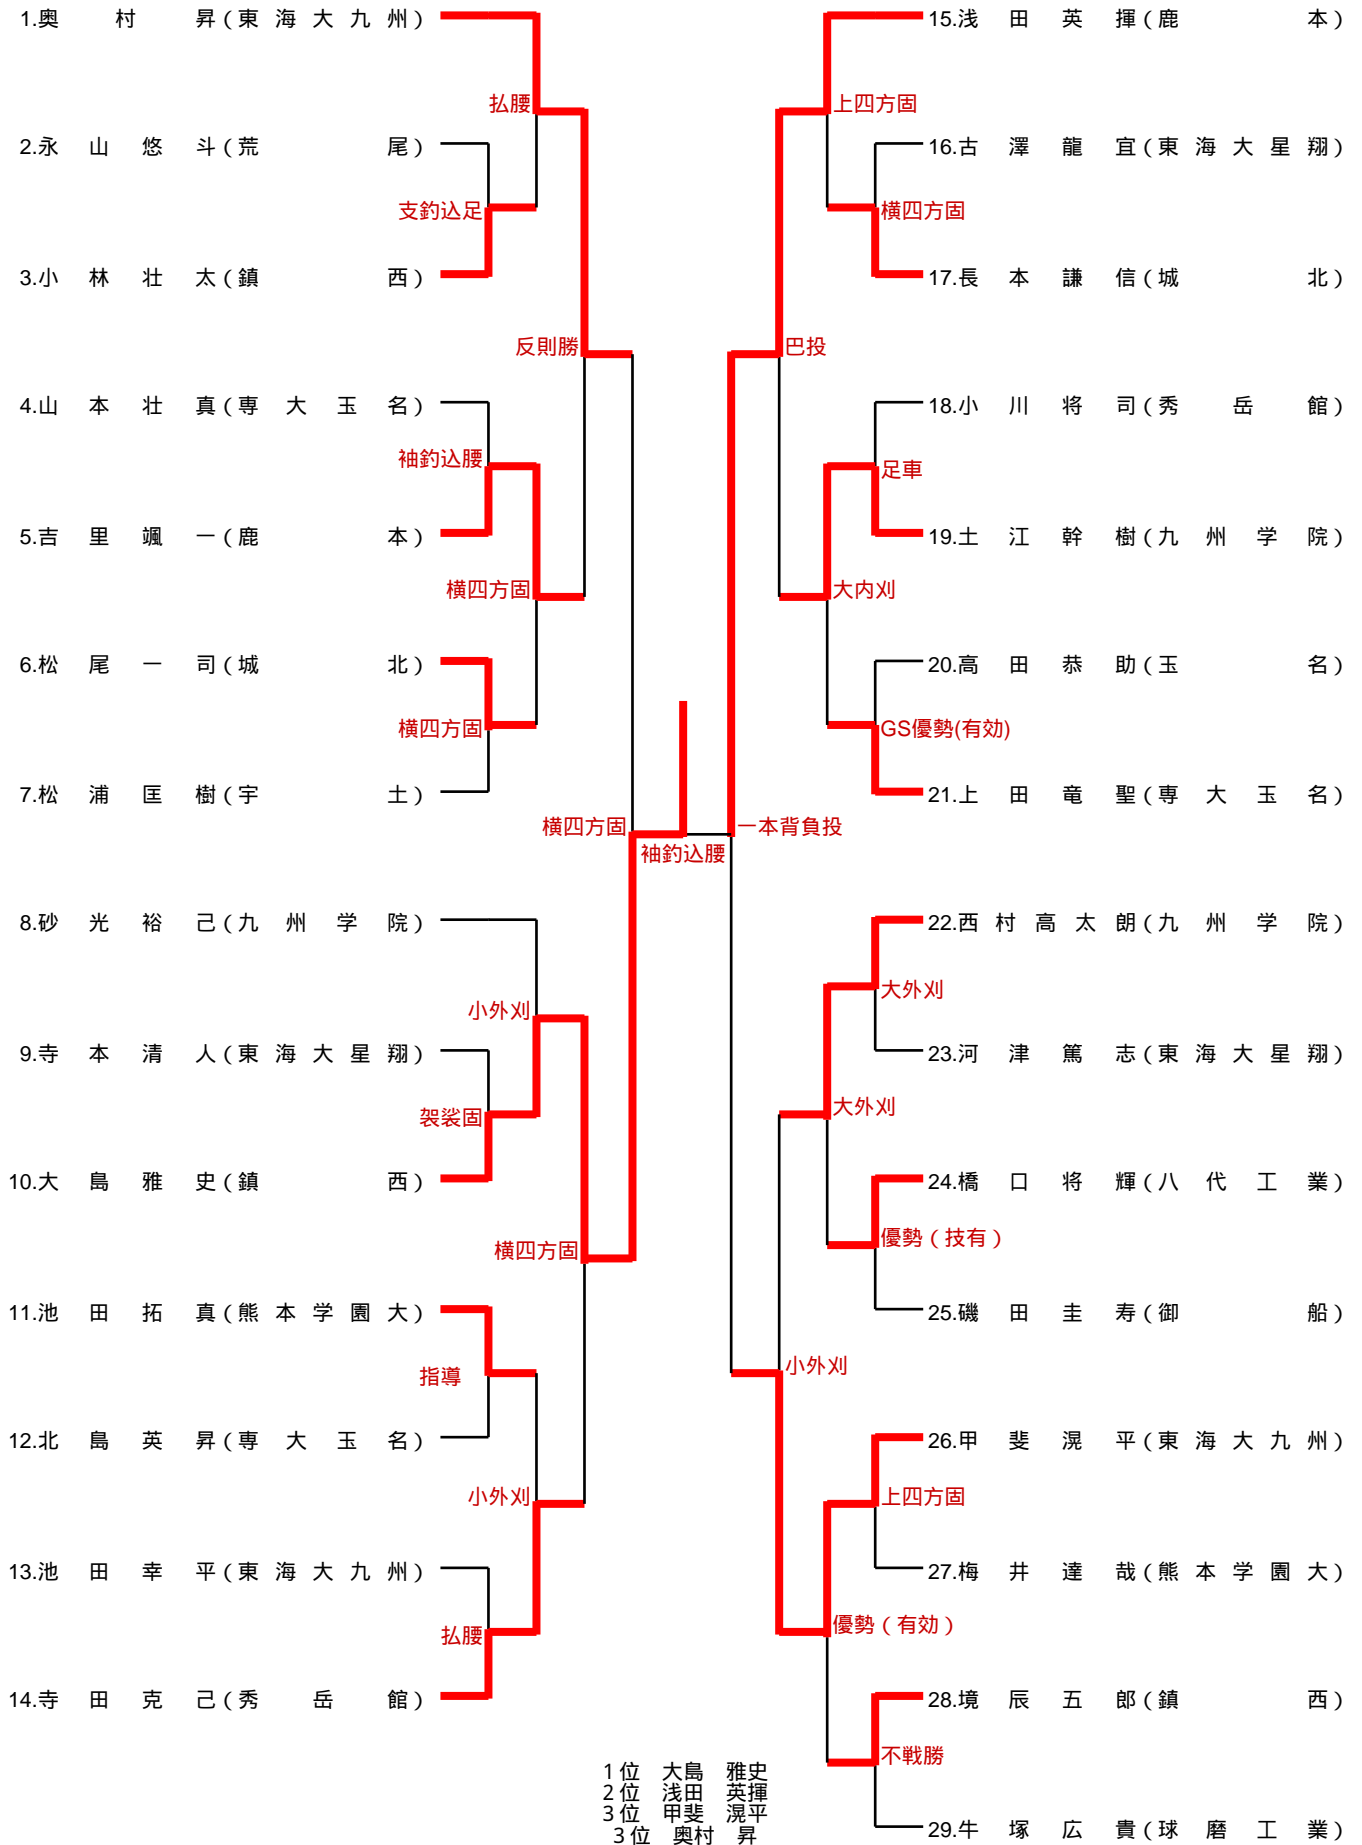 1.奥村昇(東海大九州)
払腰
2.永山悠斗(荒尾)
支釣込足
3.小林壮太(鎮西)
反則勝
4.山本壮真(専大玉名)
袖釣込腰
5.吉里颯一(鹿本)
横四方固
6.松尾一司(城北)
横四方固
7.松浦匡樹(宇土)
横四方固
袖釣込腰
8.砂光裕己(九州学院)
小外刈
9.寺本清人(東海大星翔)
袈裟固
10.大島雅史(鎮西)
横四方固
11.池田拓真(熊本学園大)
指導
12.北島英昇(専大玉名)
小外刈
13.池田幸平(東海大九州)
払腰
14.寺田克己(秀岳館)
15.浅田英揮(鹿本)
上四方固
16.古澤龍宜(東海大星翔)
横四方固
17.長本謙信(城北)
巴投
18.小川将司(秀岳館)
足車
19.土江幹樹(九州学院)
大内刈
20.高田恭助(玉名)
GS優勢(有効)
21.上田竜聖(専大玉名)
一本背負投
22.西村高太朗(九州学院)
大外刈
23.河津篤志(東海大星翔)
大外刈
24.橋口将輝(八代工業)
優勢(技有)
25.磯田圭寿(御船)
小外刈
26.甲斐滉平(東海大九州)
上四方固
27.梅井達哉(熊本学園大)
優勢(有効)
28.境辰五郎(鎮西)
不戦勝
29.牛塚広貴(球磨工業)
1位 大島 雅史
2位 浅田 英揮
3位 甲斐 滉平
3位 奥村 昇